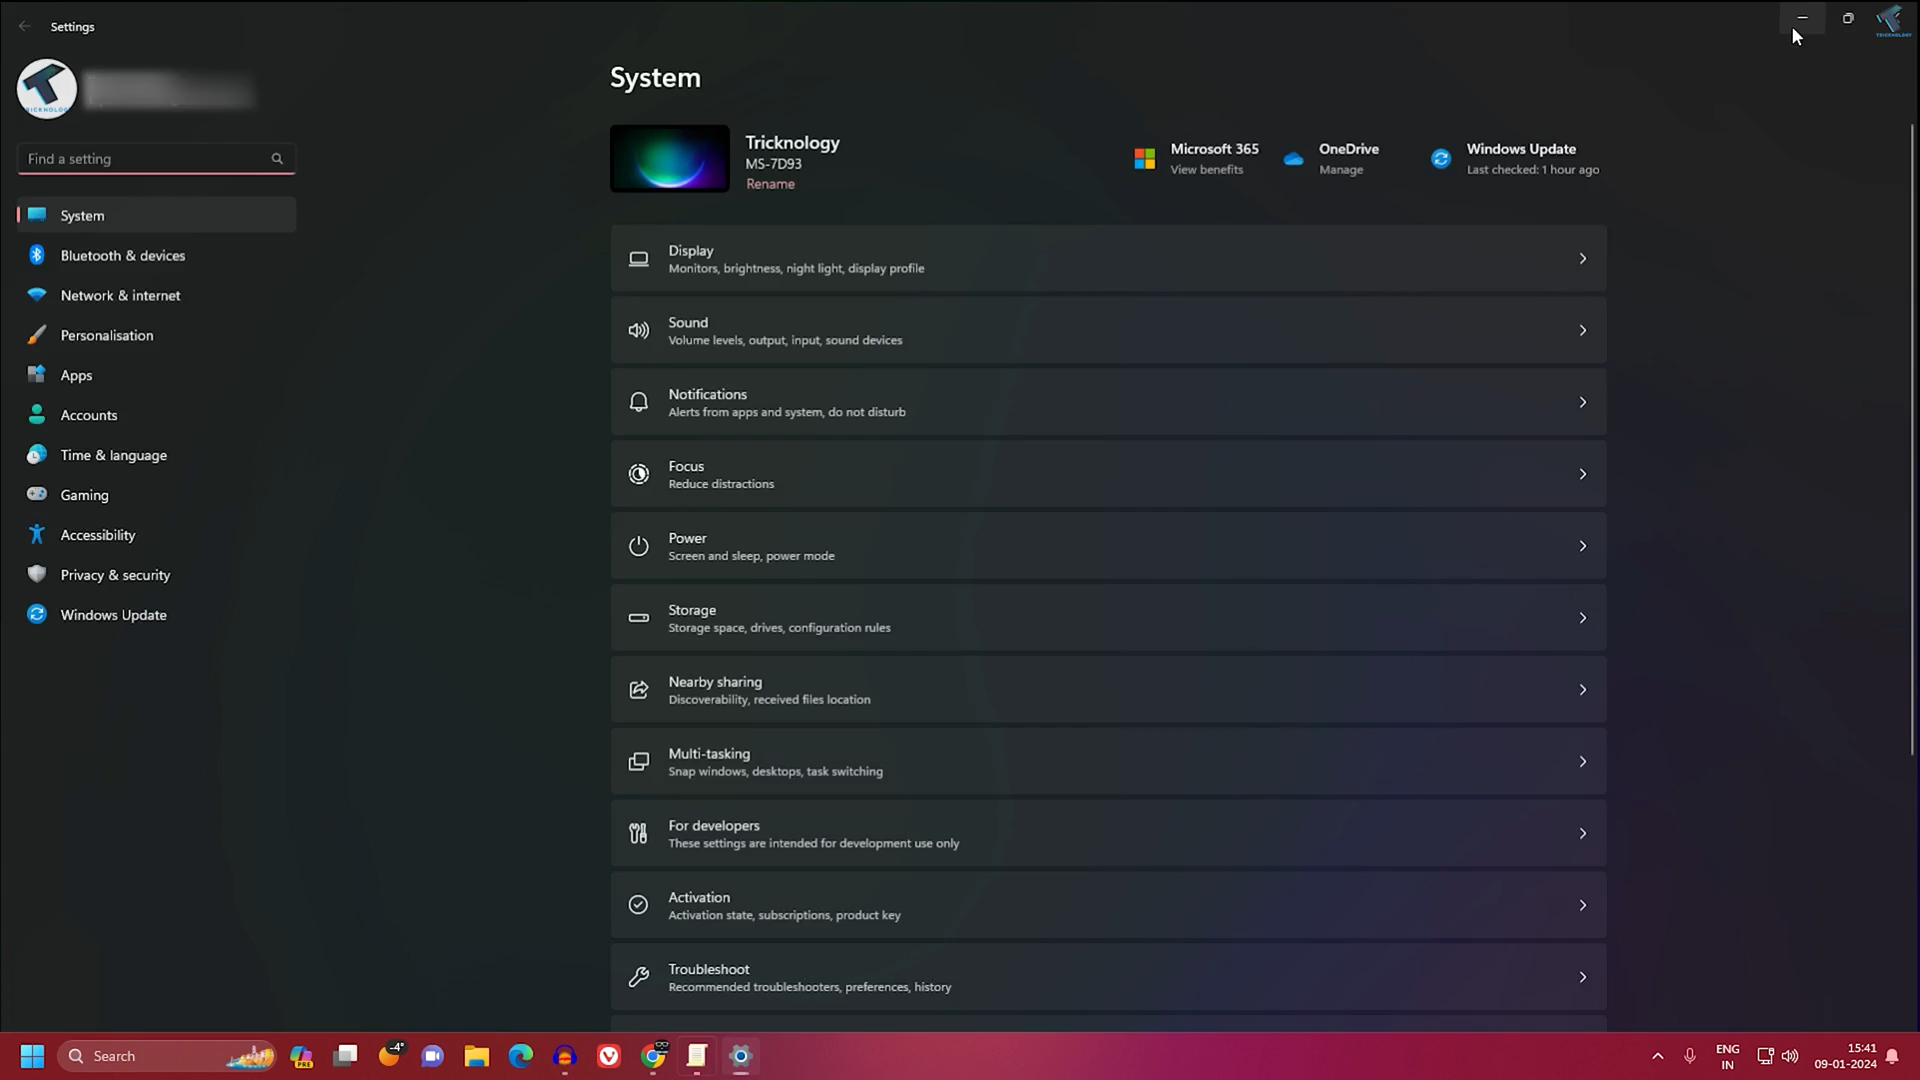 Settings
TRICKNOLOGY
TRICKNOLOGY
Find a setting
System
Bluetooth & devices
Network & internet
Personalisation
Apps
Accounts
Time & language
Gaming
Accessibility
Privacy & security
Windows Update
System
Tricknology
MS-7D93
Rename
Microsoft 365
View benefits
OneDrive
Manage
Windows Update
Last checked: 1 hour ago
Display
Monitors, brightness, night light, display profile
Sound
Volume levels, output, input, sound devices
Notifications
Alerts from apps and system, do not disturb
Focus
Reduce distractions
Power
Screen and sleep, power mode
Storage
Storage space, drives, configuration rules
Nearby sharing
Discoverability, received files location
Multi-tasking
Snap windows, desktops, task switching
For developers
These settings are intended for development use only
Activation
Activation state, subscriptions, product key
Troubleshoot
Recommended troubleshooters, preferences, history
Search
PRE
-4°
ENG
IN
15:41
09-01-2024